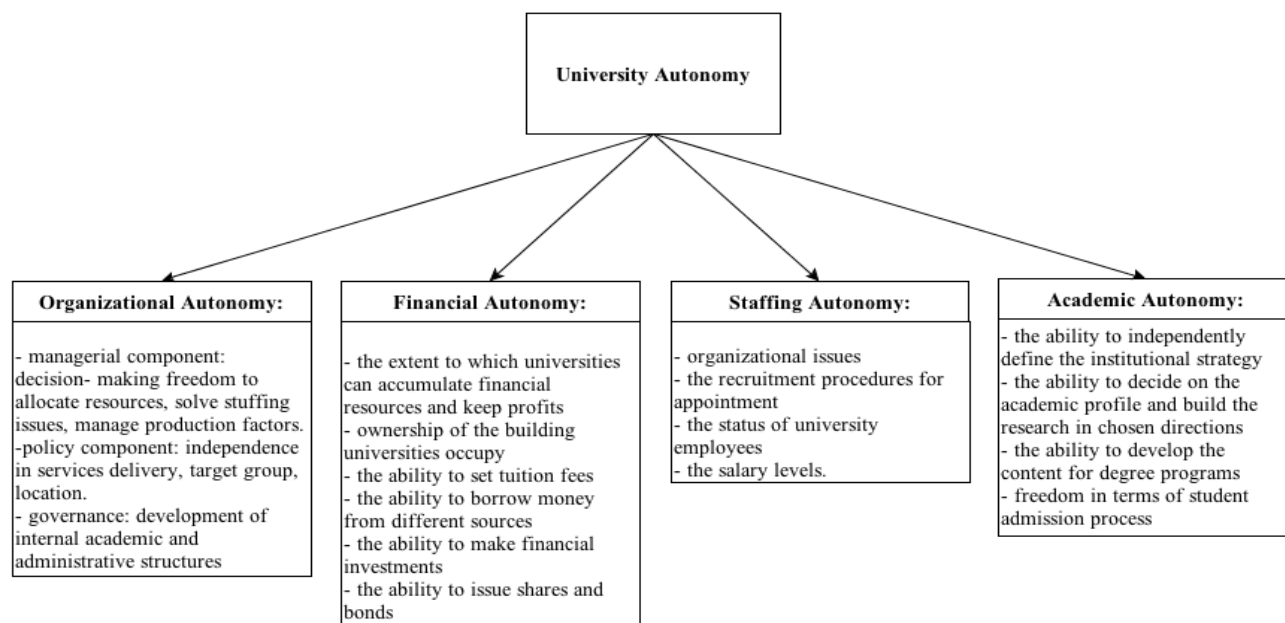 University Autonomy
Organizational Autonomy:
- managerial component:
decision- making freedom to
allocate resources, solve stuffing
issues, manage production factors.
-policy component: independence
in services delivery, target group,
location.
- governance: development of
internal academic and
administrative structures
Financial Autonomy:
- the extent to which universities
can accumulate financial
resources and keep profits
- ownership of the building
universities occupy
- the ability to set tuition fees
- the ability to borrow money
from different sources
- the ability to make financial
investments
- the ability to issue shares and
bonds
Staffing Autonomy:
- organizational issues
- the recruitment procedures for
appointment
- the status of university
employees
- the salary levels.
Academic Autonomy:
- the ability to independently
define the institutional strategy
- the ability to decide on the
academic profile and build the
research in chosen directions
- the ability to develop the
content for degree programs
- freedom in terms of student
admission process